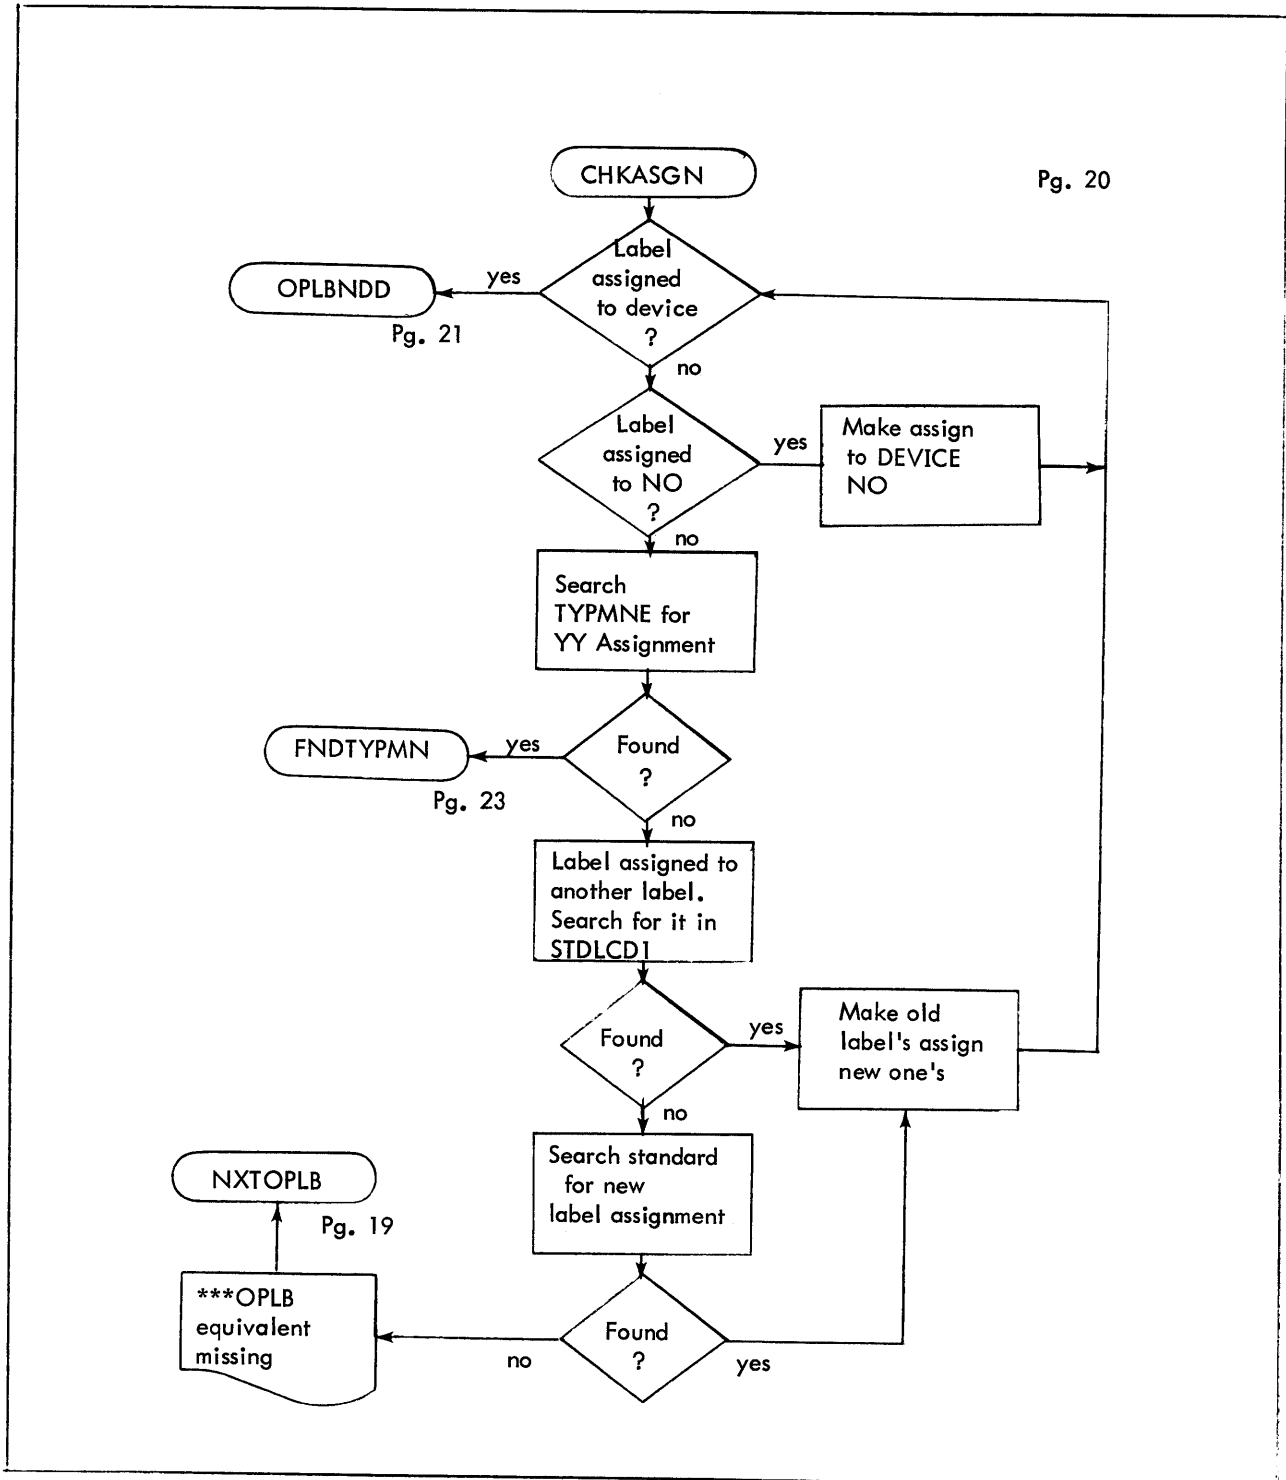 CHKASGN
Pg. 20
Label
assigned
to device
?
yes
OPLBNDD
Pg. 21
no
Label
assigned
to NO
?
yes
Make assign
to DEVICE
NO
no
Search
TYPMNE for
YY Assignment
Found
?
yes
FNDTYPMN
Pg. 23
no
Label assigned to
another label.
Search for it in
STDLCD1
Found
?
yes
Make old
label's assign
new one's
no
Search standard
for new
label assignment
NXTOPLB
Pg. 19
***OPLB
equivalent
missing
no
Found
?
yes